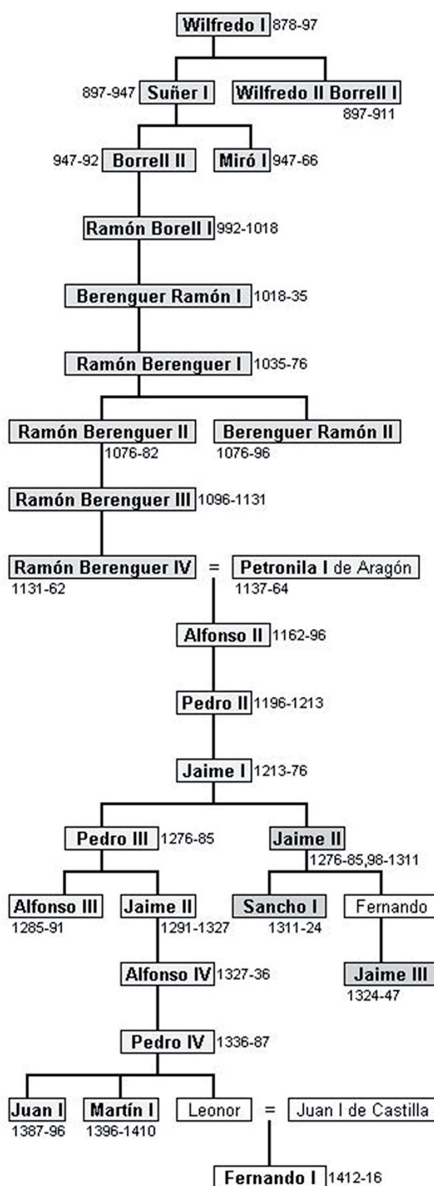 Wilfredo I 878-97
897-947 Suñer I Wilfredo II Borrell I
897-911
947-92 Borrell II Miró I 947-66
Ramón Borell I 992-1018
Berenguer Ramón I 1018-35
Ramón Berenguer I 1035-76
Ramón Berenguer II Berenguer Ramón II
1076-82 1076-96
Ramón Berenguer III 1096-1131
Ramón Berenguer IV = Petronila I de Aragón
1131-62 1137-64
Alfonso II 1162-96
Pedro II 1196-1213
Jaime I 1213-76
Pedro III 1276-85 Jaime II
1276-85,98-1311
Alfonso III Jaime II Sancho I Fernando
1285-91 1291-1327 1311-24
Alfonso IV 1327-36 Jaime III
1324-47
Pedro IV 1336-87
Juan I Martín I Leonor = Juan I de Castilla
1387-96 1396-1410
Fernando I 1412-16